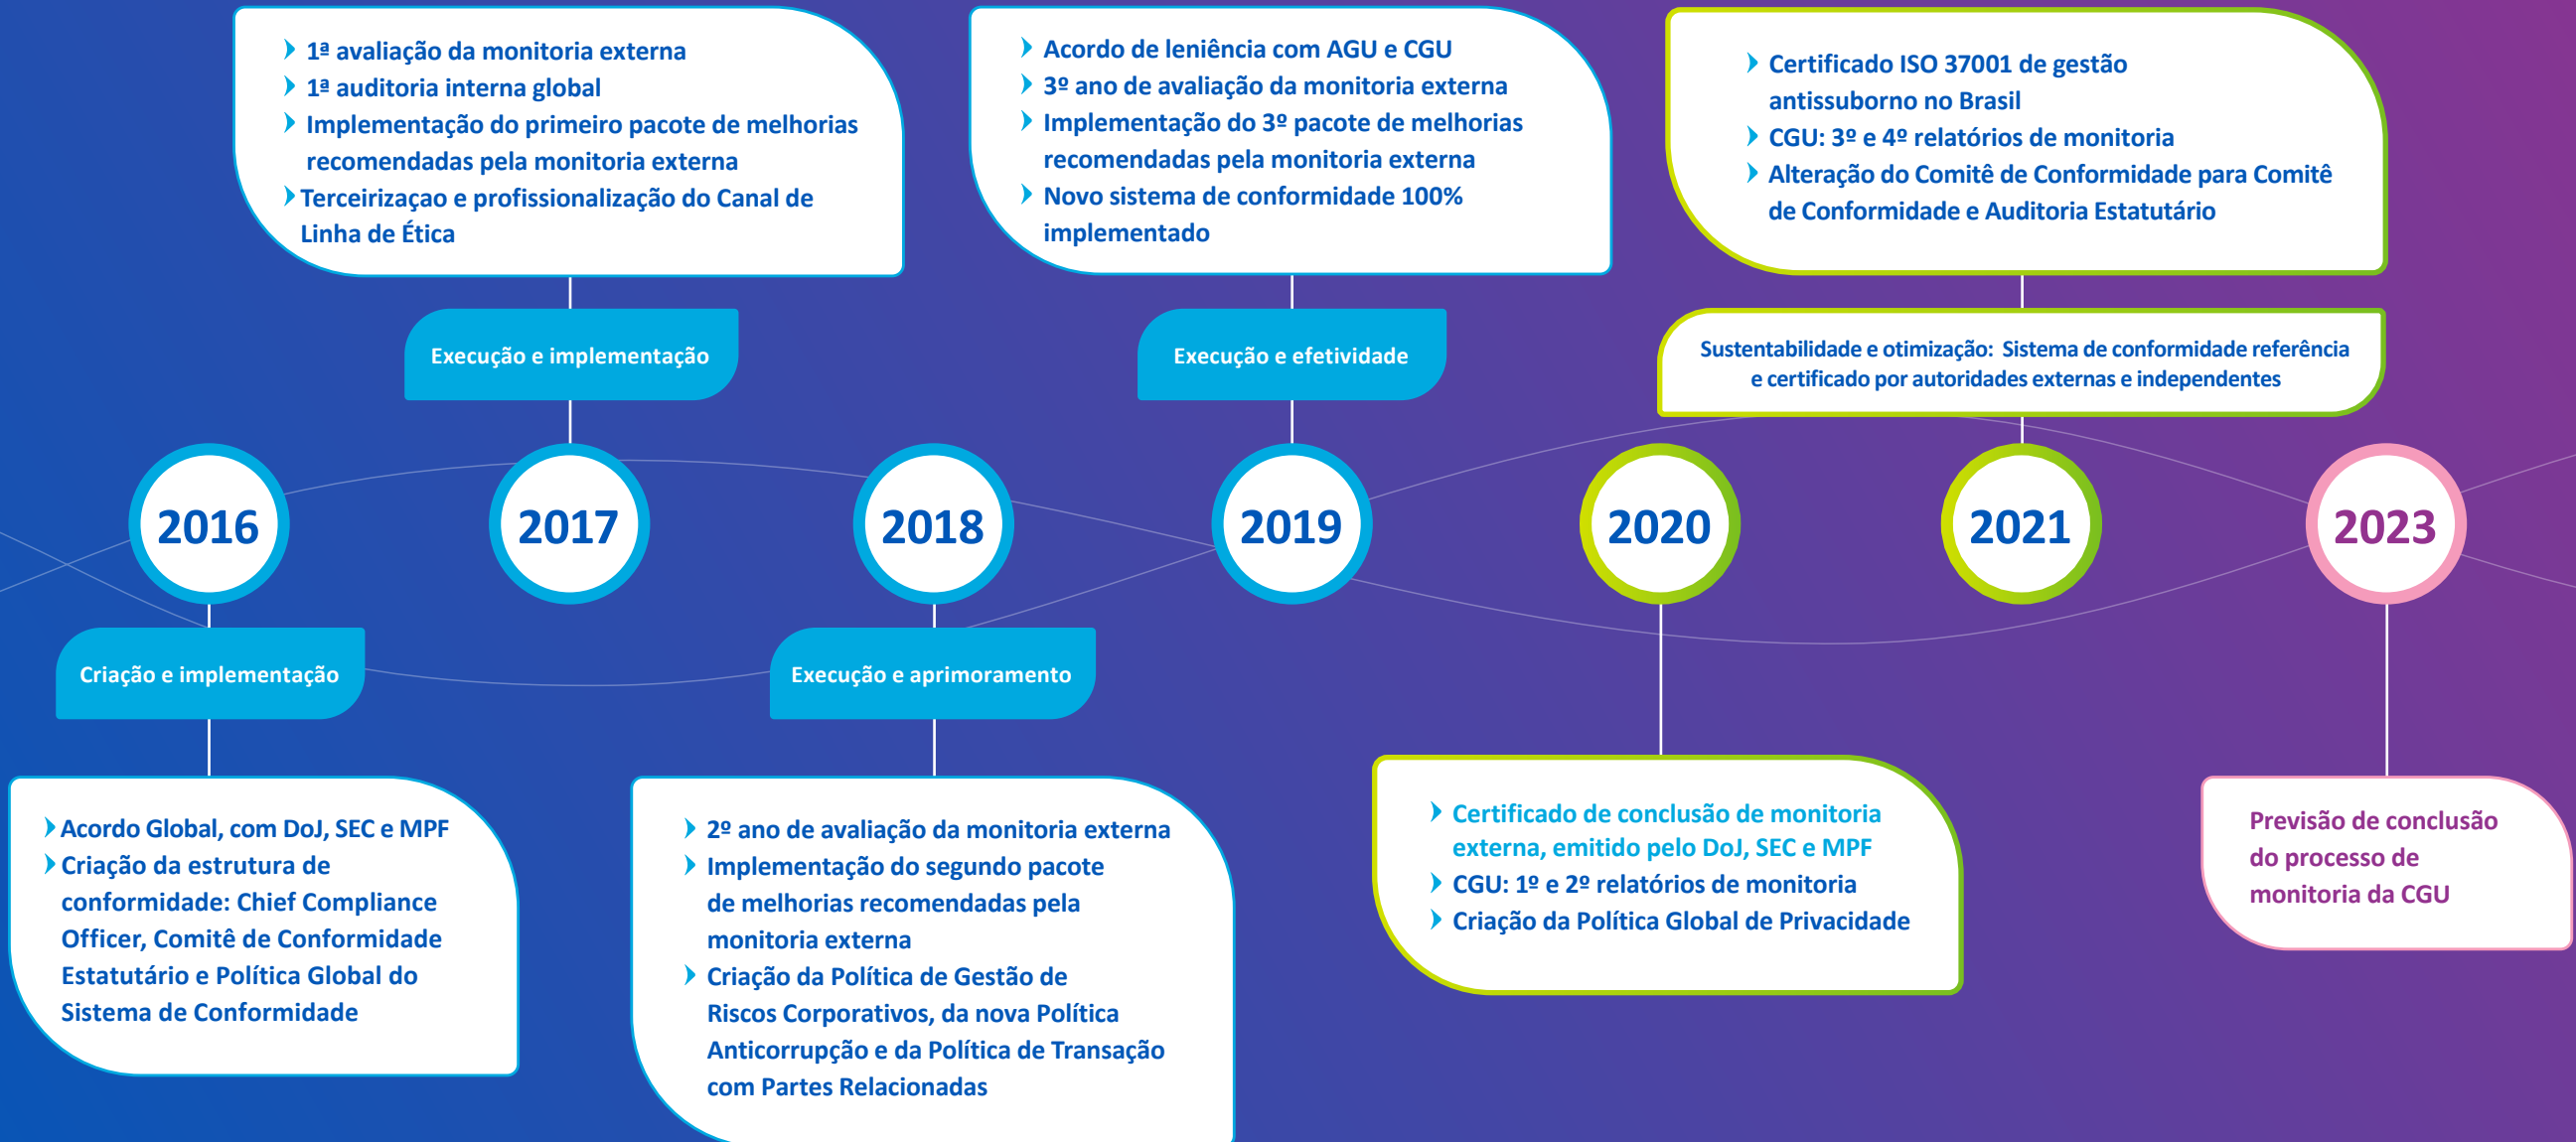 1ª avaliação da monitoria externa
1ª auditoria interna global
Implementação do primeiro pacote de melhorias
recomendadas pela monitoria externa
Terceirizaçao e profissionalização do Canal de
Linha de Ética
Acordo de leniência com AGU e CGU
3º ano de avaliação da monitoria externa
Implementação do 3º pacote de melhorias
recomendadas pela monitoria externa
Novo sistema de conformidade 100%
implementado
Certificado ISO 37001 de gestão
antissuborno no Brasil
CGU: 3º e 4º relatórios de monitoria
Alteração do Comitê de Conformidade para Comitê
de Conformidade e Auditoria Estatutário
Execução e implementação
Execução e efetividade
Sustentabilidade e otimização: Sistema de conformidade referência
e certificado por autoridades externas e independentes
2016
2017
2018
2019
2020
2021
2023
Criação e implementação
Execução e aprimoramento
Acordo Global, com DoJ, SEC e MPF
Criação da estrutura de
conformidade: Chief Compliance
Officer, Comitê de Conformidade
Estatutário e Política Global do
Sistema de Conformidade
2º ano de avaliação da monitoria externa
Implementação do segundo pacote
de melhorias recomendadas pela
monitoria externa
Criação da Política de Gestão de
Riscos Corporativos, da nova Política
Anticorrupção e da Política de Transação
com Partes Relacionadas
Certificado de conclusão de monitoria
externa, emitido pelo DoJ, SEC e MPF
CGU: 1º e 2º relatórios de monitoria
Criação da Política Global de Privacidade
Previsão de conclusão
do processo de
monitoria da CGU